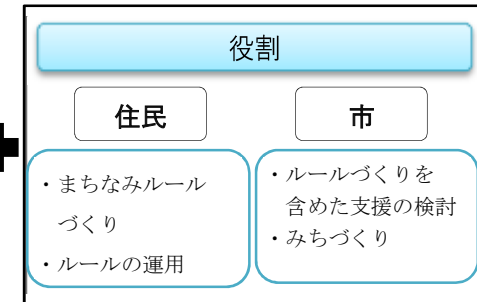 役割
住民
市
・まちなみルール
づくり
・ルールの運用
・ルールづくりを
含めた支援の検討
・みちづくり